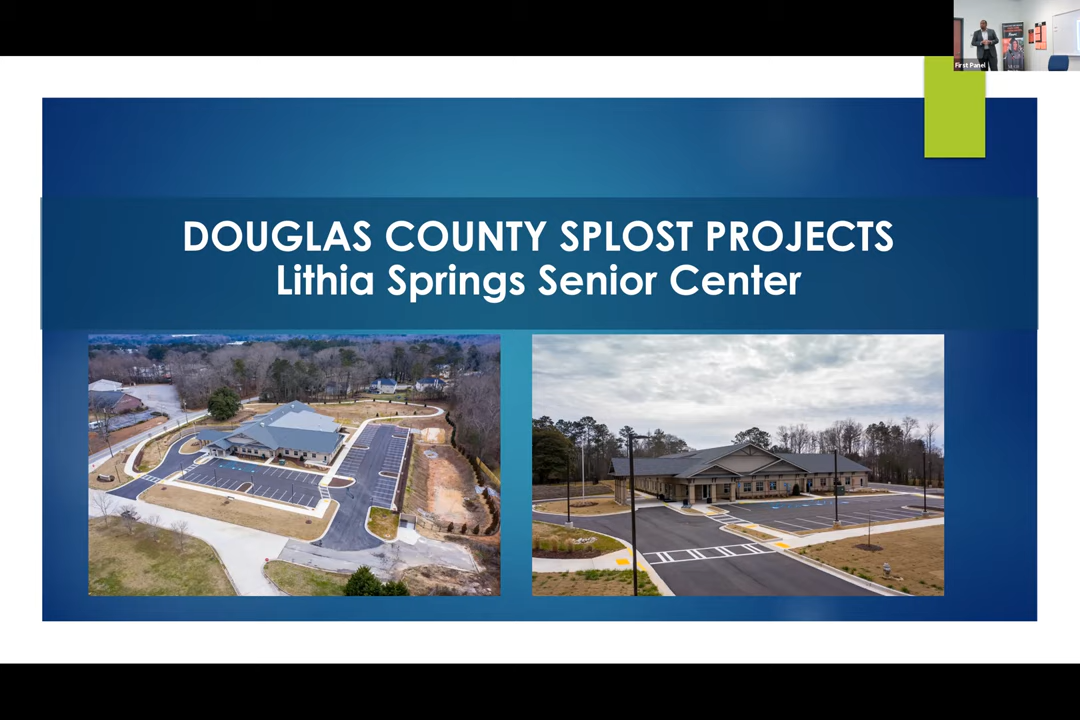 First Panel
DOUGLAS COUNTY SPLOST PROJECTS
Lithia Springs Senior Center